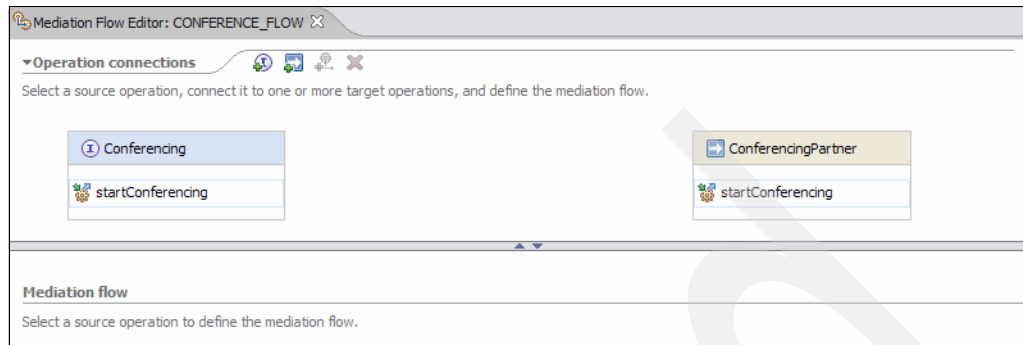 Mediation Flow Editor: CONFERENCE_FLOW
Operation connections
Select a source operation, connect it to one or more target operations, and define the mediation flow.
Conferencing
ConferencingPartner
startConferencing
startConferencing
Mediation flow
Select a source operation to define the mediation flow.